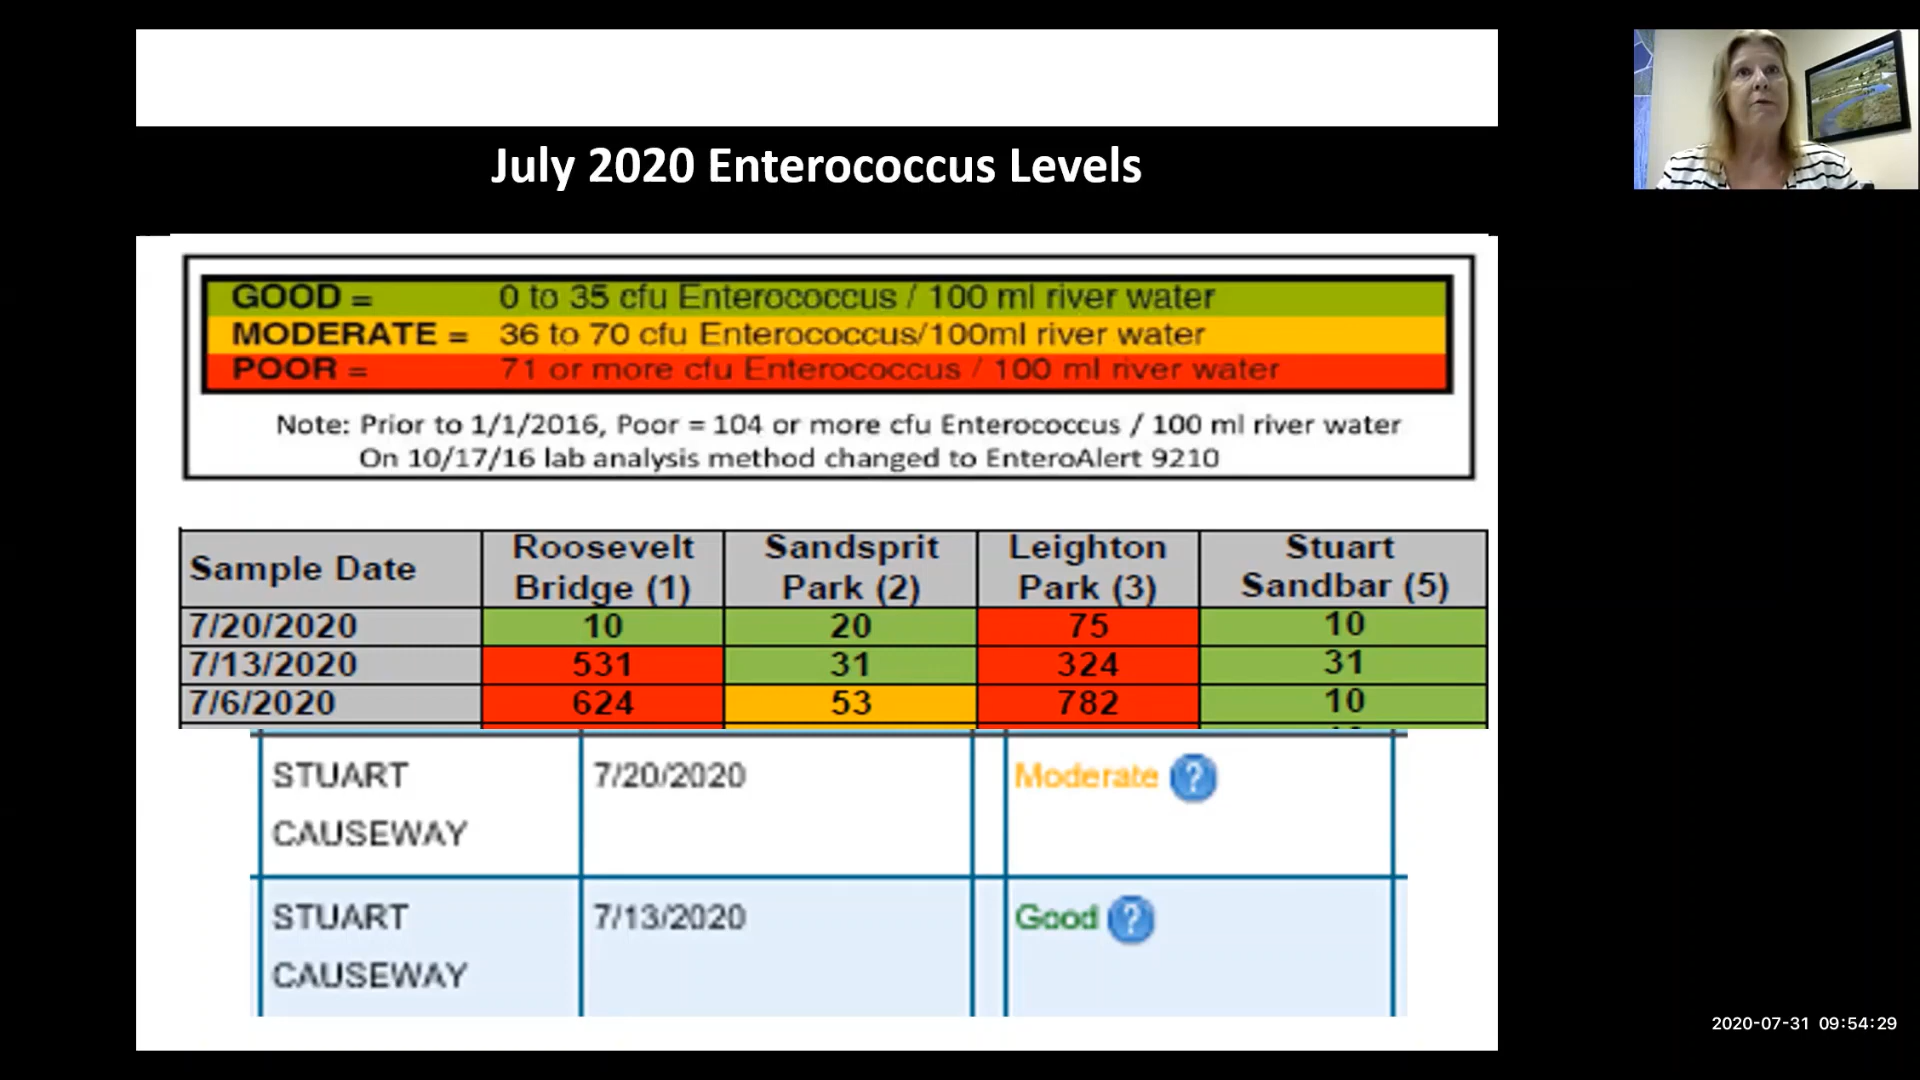 July 2020 Enterococcus Levels
GOOD = 0 to 35 cfu Enterococcus / 100 ml river water
MODERATE = 36 to 70 cfu Enterococcus/100ml river water
POOR = 71 or more cfu Enterococcus / 100 ml river water
Note: Prior to 1/1/2016, Poor = 104 or more cfu Enterococcus / 100 ml river water
On 10/17/16 lab analysis method changed to EnteroAlert 9210
Sample Date Roosevelt Bridge (1) Sandsprit Park (2) Leighton Park (3) Stuart Sandbar (5)
7/20/2020 10 20 75 10
7/13/2020 531 31 324 31
7/6/2020 624 53 782 10
STUART 7/20/2020 Moderate ?
CAUSEWAY
STUART 7/13/2020 Good ?
CAUSEWAY
2020-07-31 09:54:29